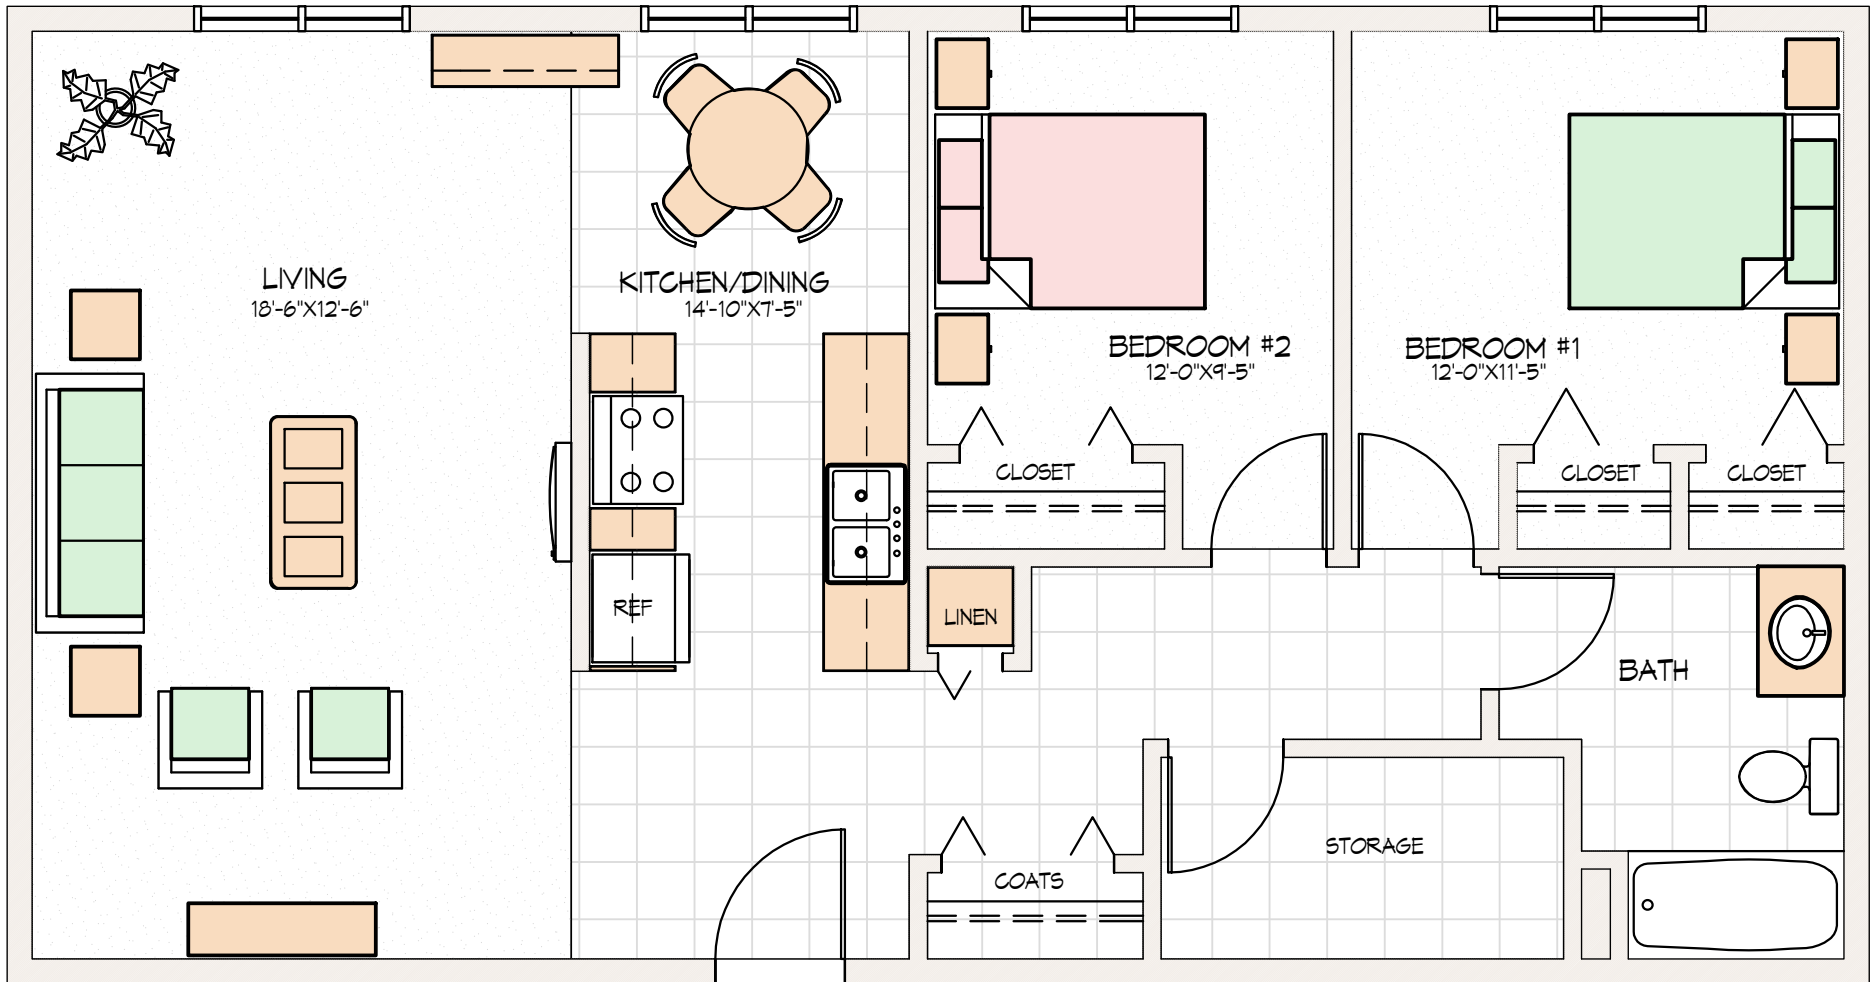 LIVING
18'-6"X12'-6"
KITCHEN/DINING
14'-10"X7'-5"
BEDROOM #2
12'-0"X9'-5"
BEDROOM #1
12'-0"X11'-5"
CLOSET
CLOSET
CLOSET
REF
LINEN
BATH
STORAGE
COATS